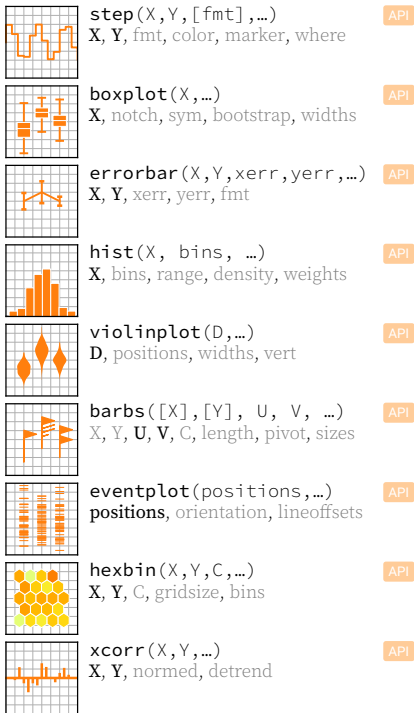 step(X,Y,[fmt],…) API
X, Y, fmt, color, marker, where
boxplot(X,…) API
X, notch, sym, bootstrap, widths
errorbar(X,Y,xerr,yerr,…) API
X, Y, xerr, yerr, fmt
hist(X, bins, …) API
X, bins, range, density, weights
violinplot(D,…) API
D, positions, widths, vert
barbs([X],[Y], U, V, …) API
X, Y, U, V, C, length, pivot, sizes
eventplot(positions,…) API
positions, orientation, lineoffsets
hexbin(X,Y,C,…) API
X, Y, C, gridsize, bins
xcorr(X,Y,…) API
X, Y, normed, detrend